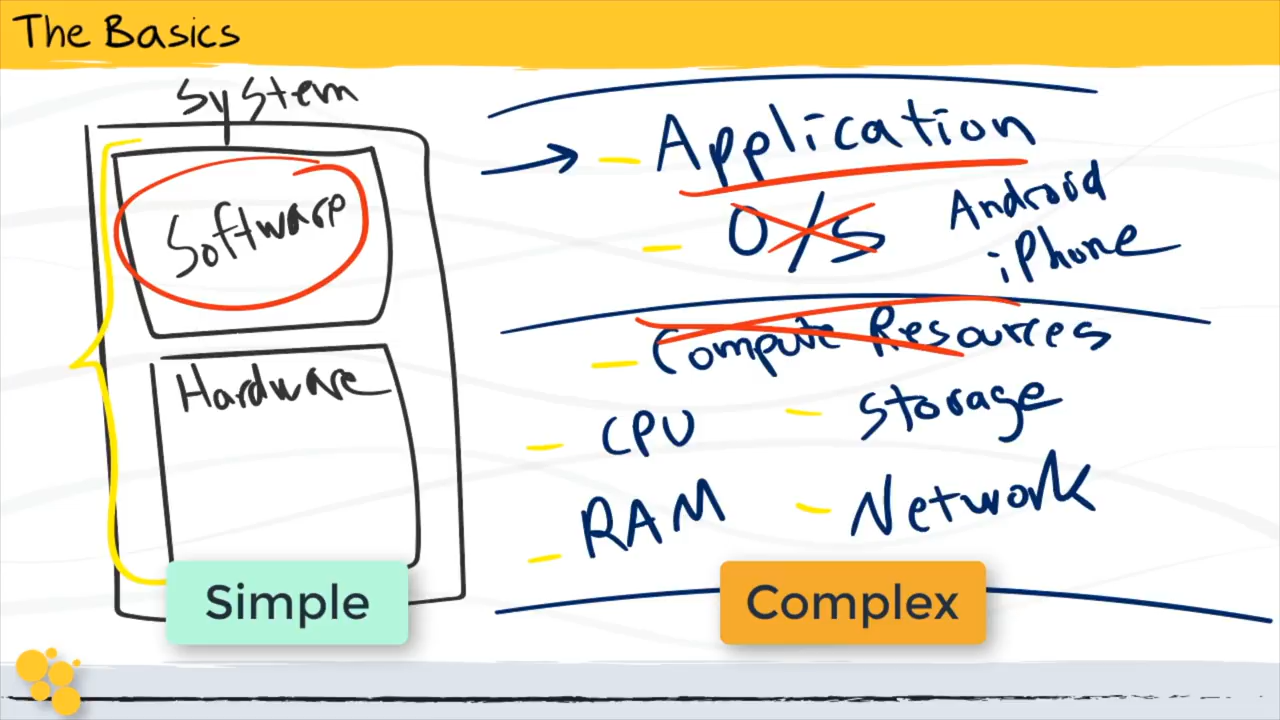 The Basics
System
Software
Hardware
Simple
Application
O/S
Android
iPhone
Compute Resources
CPU
Storage
RAM
Network
Complex